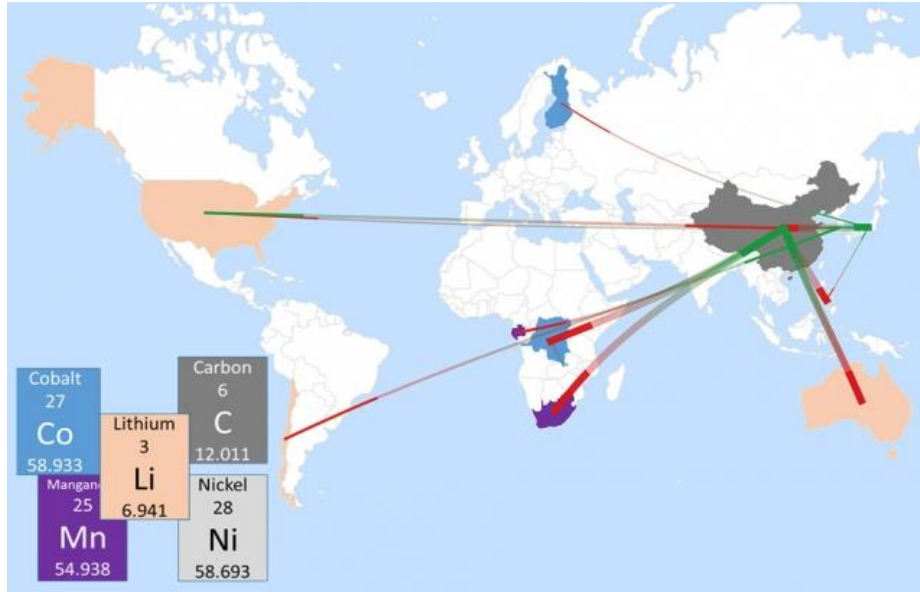 Cobalt
27
Co
58.933
Carbon
6
C
12.011
Lithium
3
Li
6.941
Mangan
25
Mn
54.938
Nickel
28
Ni
58.693